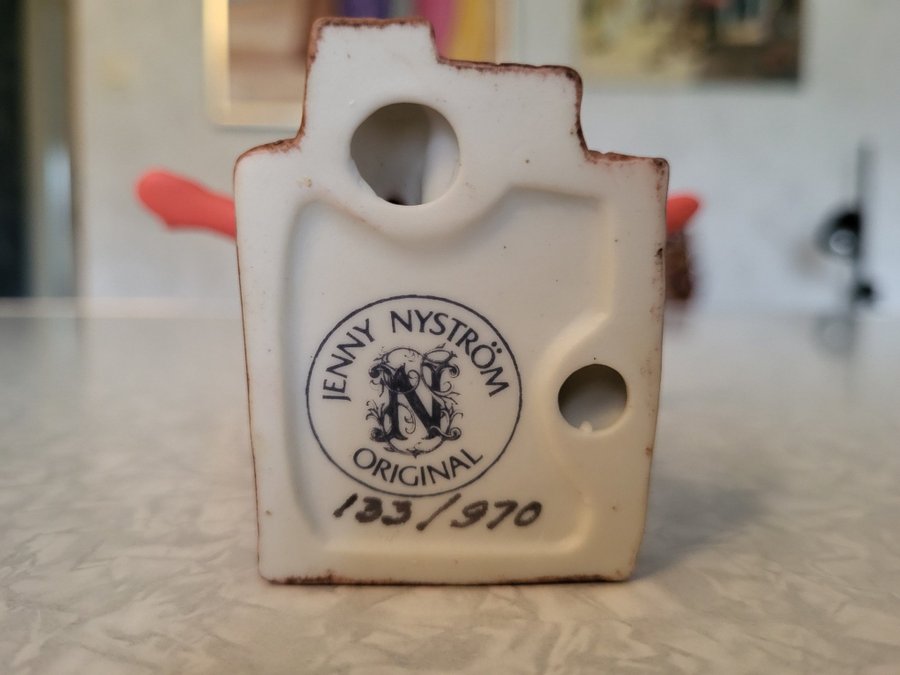 JENNY NYSTRÖM
N
ORIGINAL
133/970